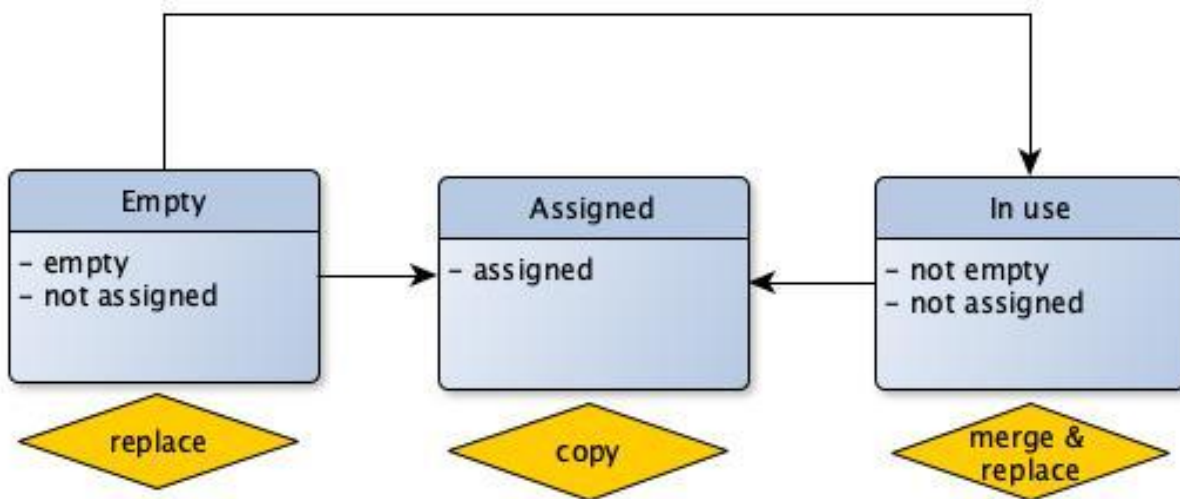 Empty
- empty
- not assigned
replace
Assigned
- assigned
copy
In use
- not empty
- not assigned
merge &
replace